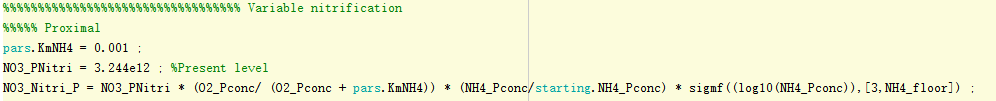 %%%%%%%%%%%%%%%%%%%%%%%%%%%%%%%%%% Variable nitrification
%%%%% Proximal
pars.KmNH4 = 0.001 ;
NO3_PNitri = 3.244e12 ; %Present level
NO3_Nitri_P = NO3_PNitri * (O2_Pconc/ (O2_Pconc + pars.KmNH4)) * (NH4_Pconc/starting.NH4_Pconc) * sigmf((log10(NH4_Pconc)),[3,NH4_floor]) ;